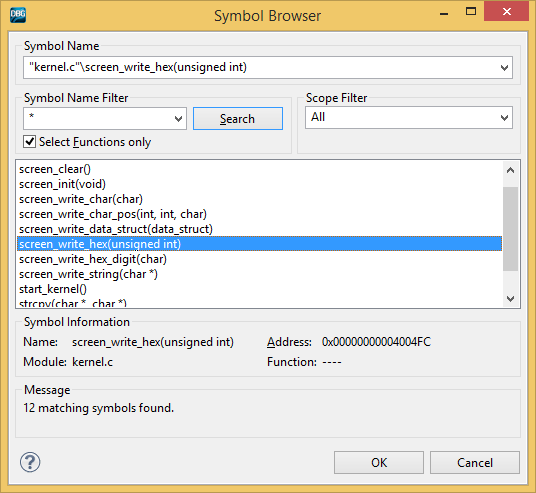 DBG
Symbol Browser
Symbol Name
"kernel.c"\screen_write_hex(unsigned int)
Symbol Name Filter
*
Search
Select Functions only
Scope Filter
All
screen_clear()
screen_init(void)
screen_write_char(char)
screen_write_char_pos(int, int, char)
screen_write_data_struct(data_struct)
screen_write_hex(unsigned int)
screen_write_hex_digit(char)
screen_write_string(char *)
start_kernel()
strcpy(char *, char *)
Symbol Information
Name: screen_write_hex(unsigned int) Address: 0x00000000004004FC
Module: kernel.c Function: ----
Message
12 matching symbols found.
?
OK Cancel